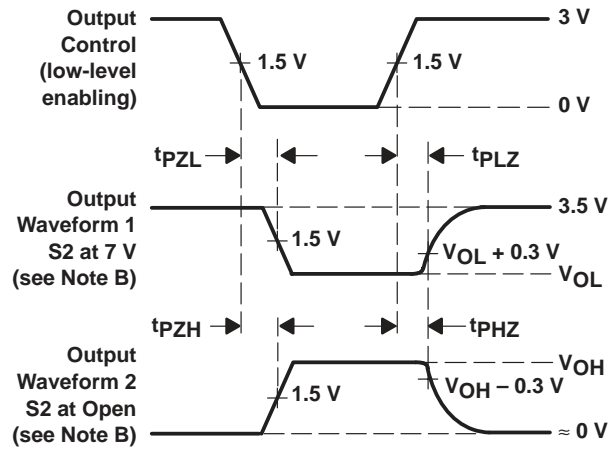 Output
Control
(low-level
enabling)
1.5 V
1.5 V
3 V
0 V
tPZL
tPLZ
Output
Waveform 1
S2 at 7 V
(see Note B)
1.5 V
3.5 V
VOL + 0.3 V
VOL
tPZH
tPHZ
Output
Waveform 2
S2 at Open
(see Note B)
1.5 V
VOH
VOH − 0.3 V
≈ 0 V